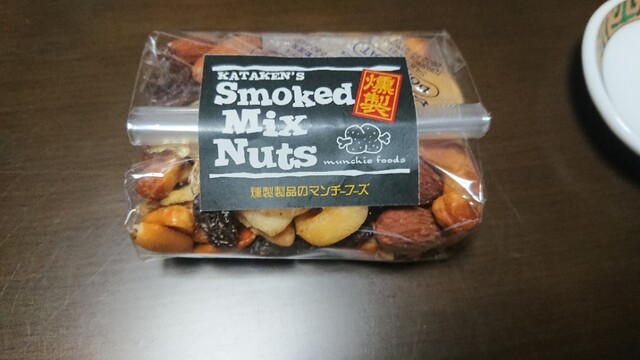 KATAKEN'S
Smoked
Mix
Nuts
燻製
munchie foods
燻製製品のマンチーフーズ